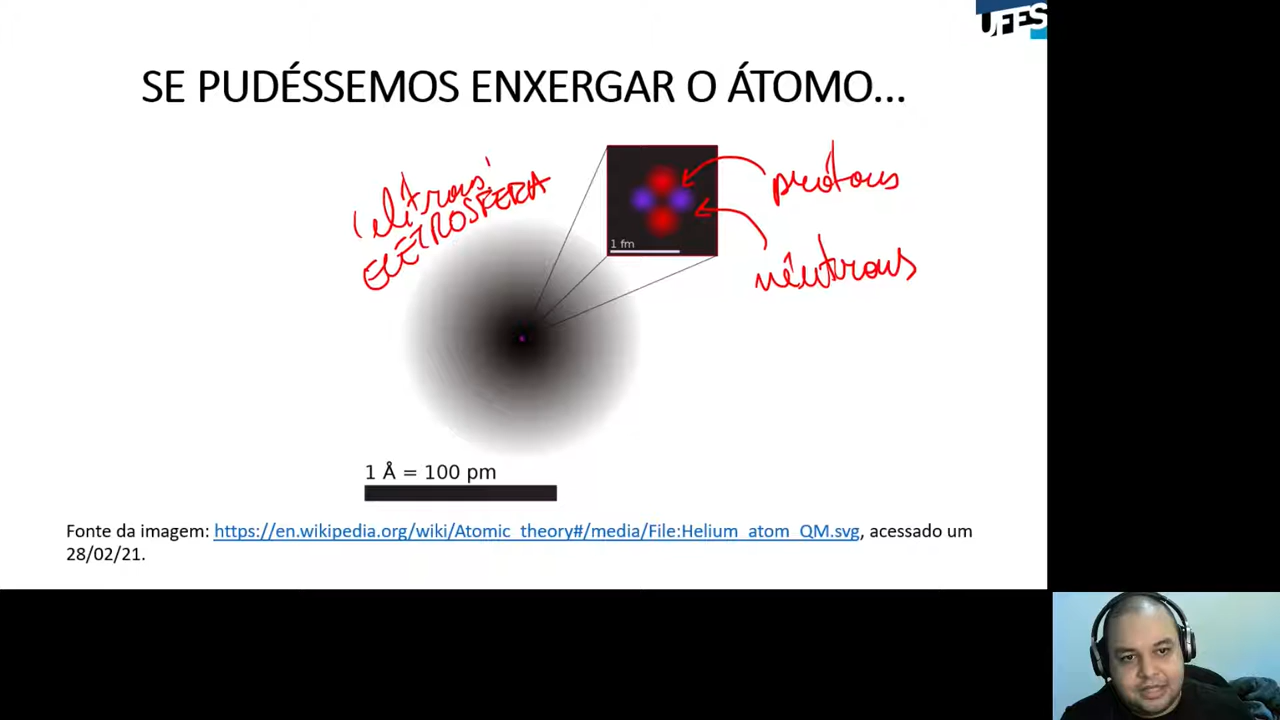 UFES
SE PUDÉSSEMOS ENXERGAR O ÁTOMO...
elétrons
ELETROSFERA
prótons
nêutrons
1 fm
1 Å = 100 pm
Fonte da imagem: https://en.wikipedia.org/wiki/Atomic_theory#/media/File:Helium_atom_QM.svg, acessado um
28/02/21.